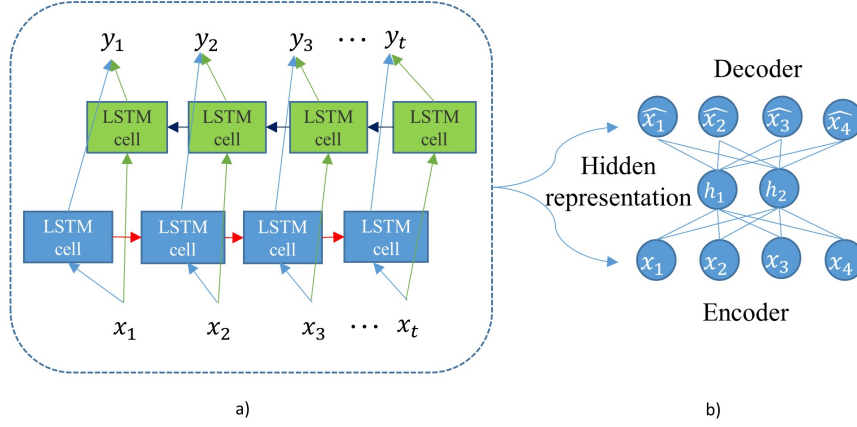 y₁ y₂ y₃ ··· yₜ
LSTM cell
LSTM cell
LSTM cell
LSTM cell
LSTM cell
LSTM cell
LSTM cell
LSTM cell
x₁ x₂ x₃ ··· xₜ
a)
Decoder
x̂₁ x̂₂ x̂₃ x̂₄
Hidden
representation
h₁ h₂
x₁ x₂ x₃ x₄
Encoder
b)